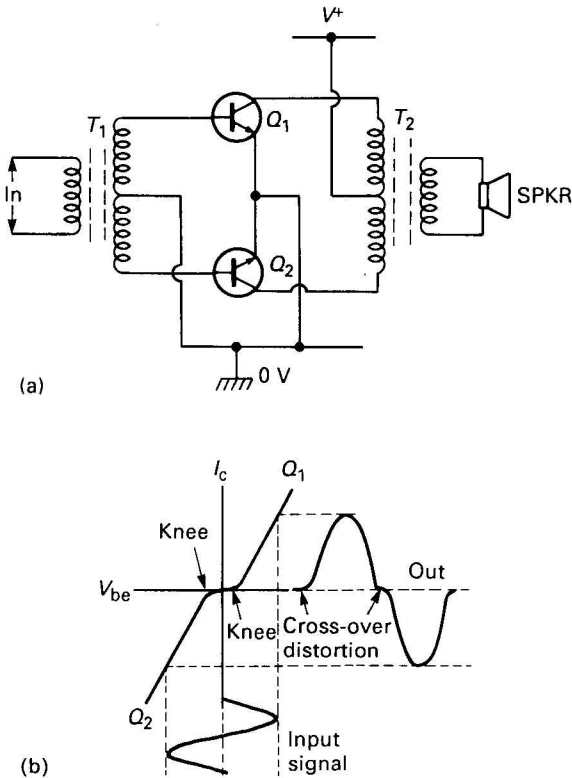 V+
T1
Q1
T2
In
SPKR
Q2
0 V
(a)
Ic
Q1
Knee
Vbe
Out
Knee
Cross-over
distortion
Q2
Input
signal
(b)